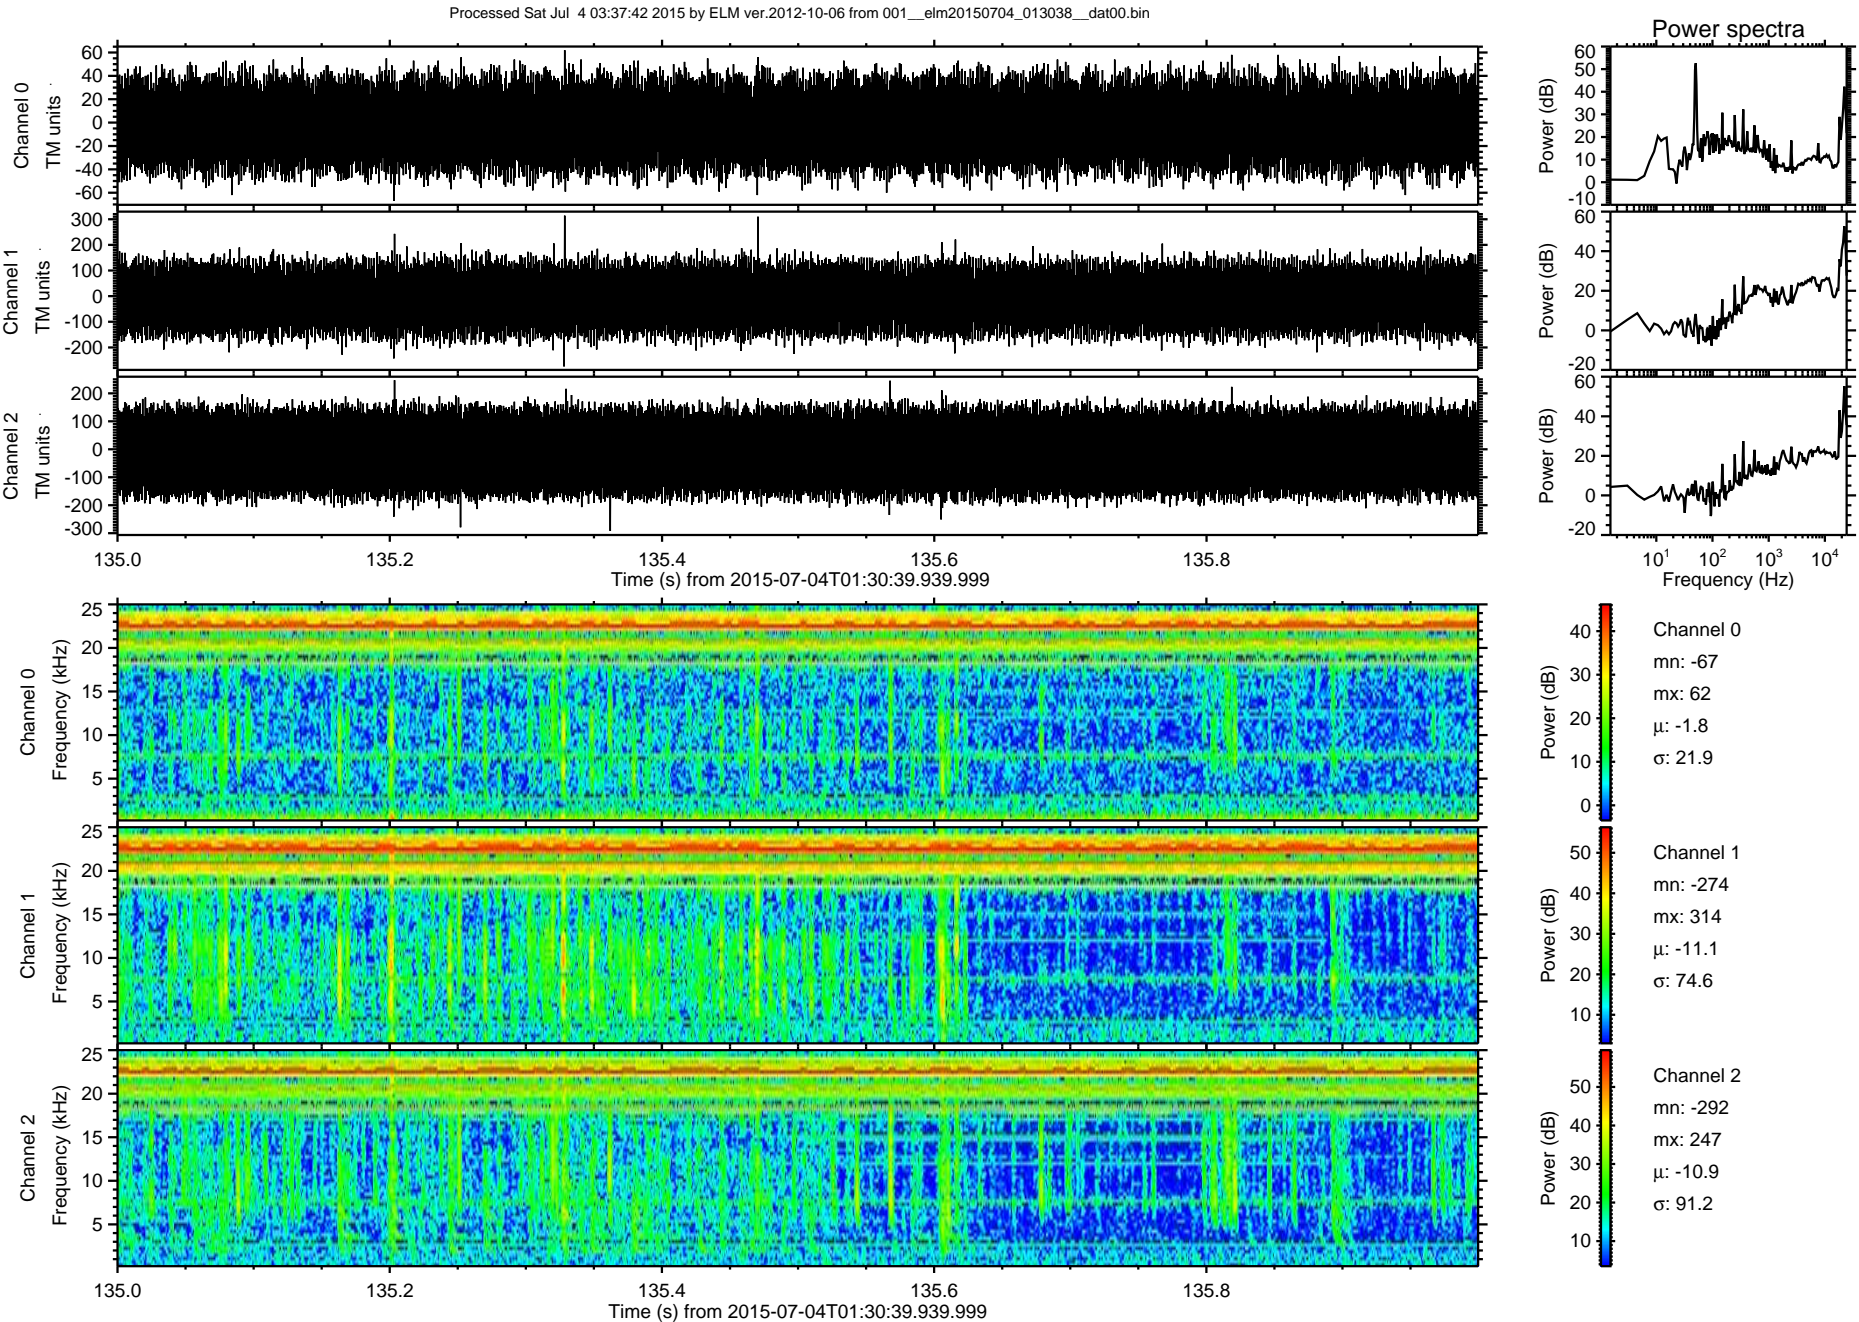 Processed Sat Jul  4 03:37:42 2015 by ELM ver.2012-10-06 from 001__elm20150704_013038__dat00.bin
Power spectra
Channel 0
TM units
60
40
20
0
-20
-40
-60
Power (dB)
60
50
40
30
20
10
0
-10
Channel 1
TM units
300
200
100
0
-100
-200
Power (dB)
60
40
20
0
-20
Channel 2
TM units
200
100
0
-100
-200
-300
Power (dB)
60
40
20
0
-20
135.0 135.2 135.4 135.6 135.8
Time (s) from 2015-07-04T01:30:39.939.999
10^1 10^2 10^3 10^4
Frequency (Hz)
Channel 0
Frequency (kHz)
25
20
15
10
5
Power (dB)
40
30
20
10
0
Channel 0
mn: -67
mx: 62
μ: -1.8
σ: 21.9
Channel 1
Frequency (kHz)
25
20
15
10
5
Power (dB)
50
40
30
20
10
Channel 1
mn: -274
mx: 314
μ: -11.1
σ: 74.6
Channel 2
Frequency (kHz)
25
20
15
10
5
Power (dB)
50
40
30
20
10
Channel 2
mn: -292
mx: 247
μ: -10.9
σ: 91.2
135.0 135.2 135.4 135.6 135.8
Time (s) from 2015-07-04T01:30:39.939.999